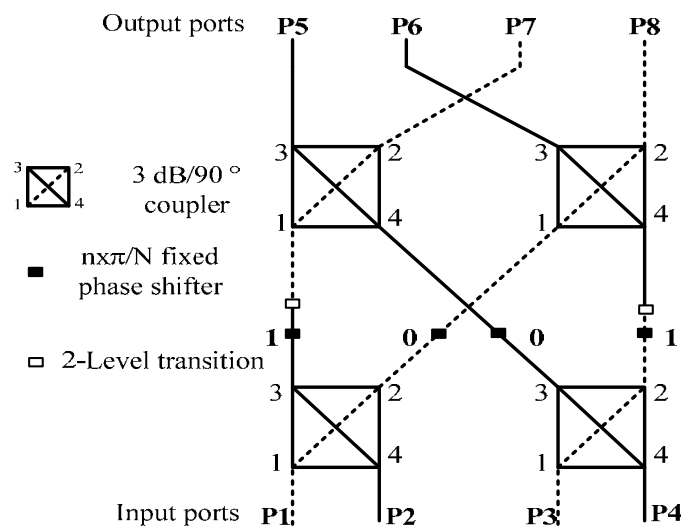 Output ports P5 P6 P7 P8
3 2 3 2
3 2 3 dB/90 °
1 4 coupler
1 4 1 4
nxπ/N fixed
phase shifter
1 0 0 1
2-Level transition
3 2 3 2
1 4 1 4
Input ports P1 P2 P3 P4